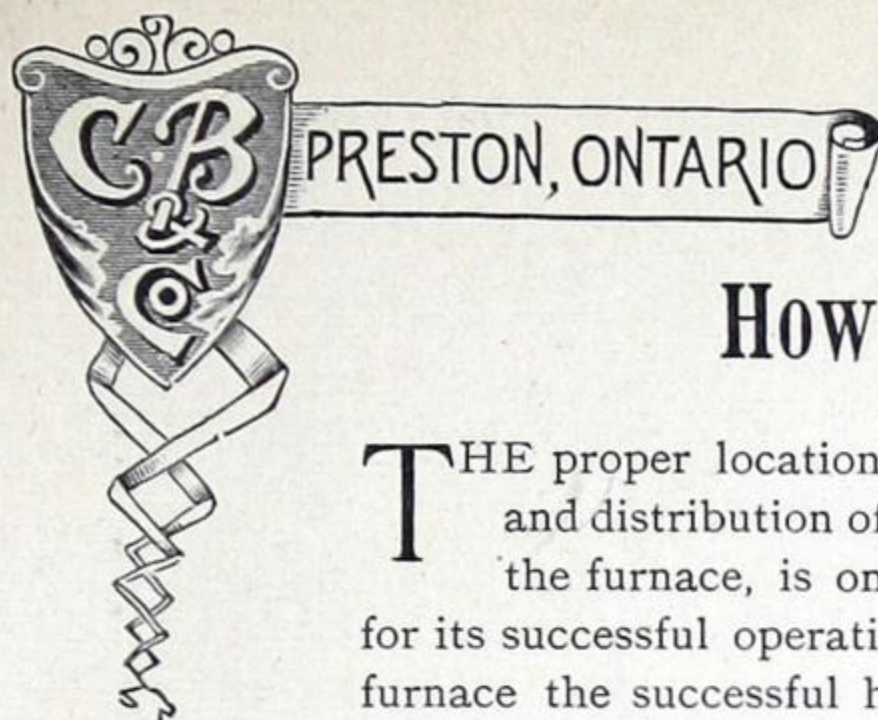 C. B
& Co
PRESTON, ONTARIO
HOW
THE proper location
and distribution of
the furnace, is on
for its successful operati
furnace the successful h